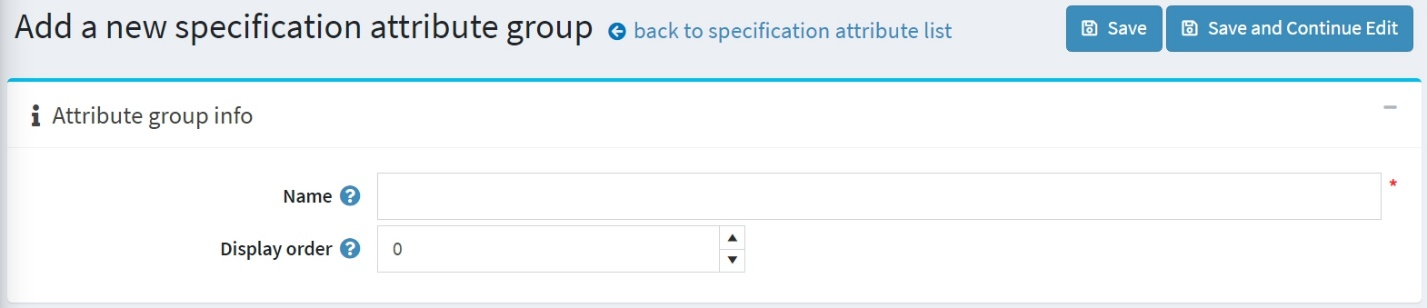 Add a new specification attribute group back to specification attribute list Save Save and Continue Edit
Attribute group info
Name *
Display order 0